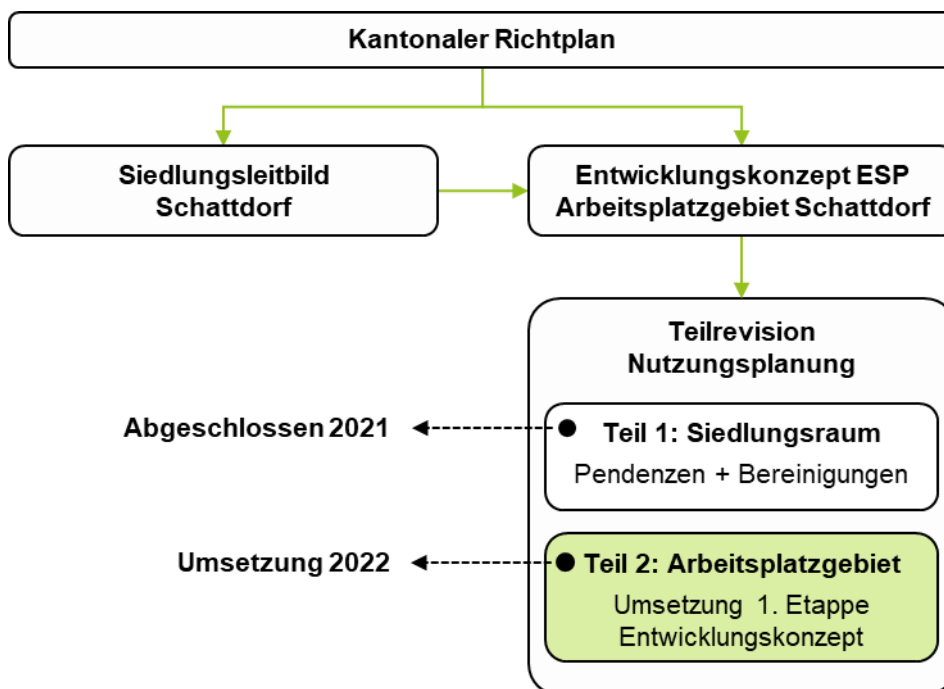 Kantonaler Richtplan
Siedlungsleitbild
Schattdorf
Entwicklungskonzept ESP
Arbeitsplatzgebiet Schattdorf
Teilrevision
Nutzungsplanung
Abgeschlossen 2021
Teil 1: Siedlungsraum
Pendenzen + Bereinigungen
Umsetzung 2022
Teil 2: Arbeitsplatzgebiet
Umsetzung 1. Etappe
Entwicklungskonzept